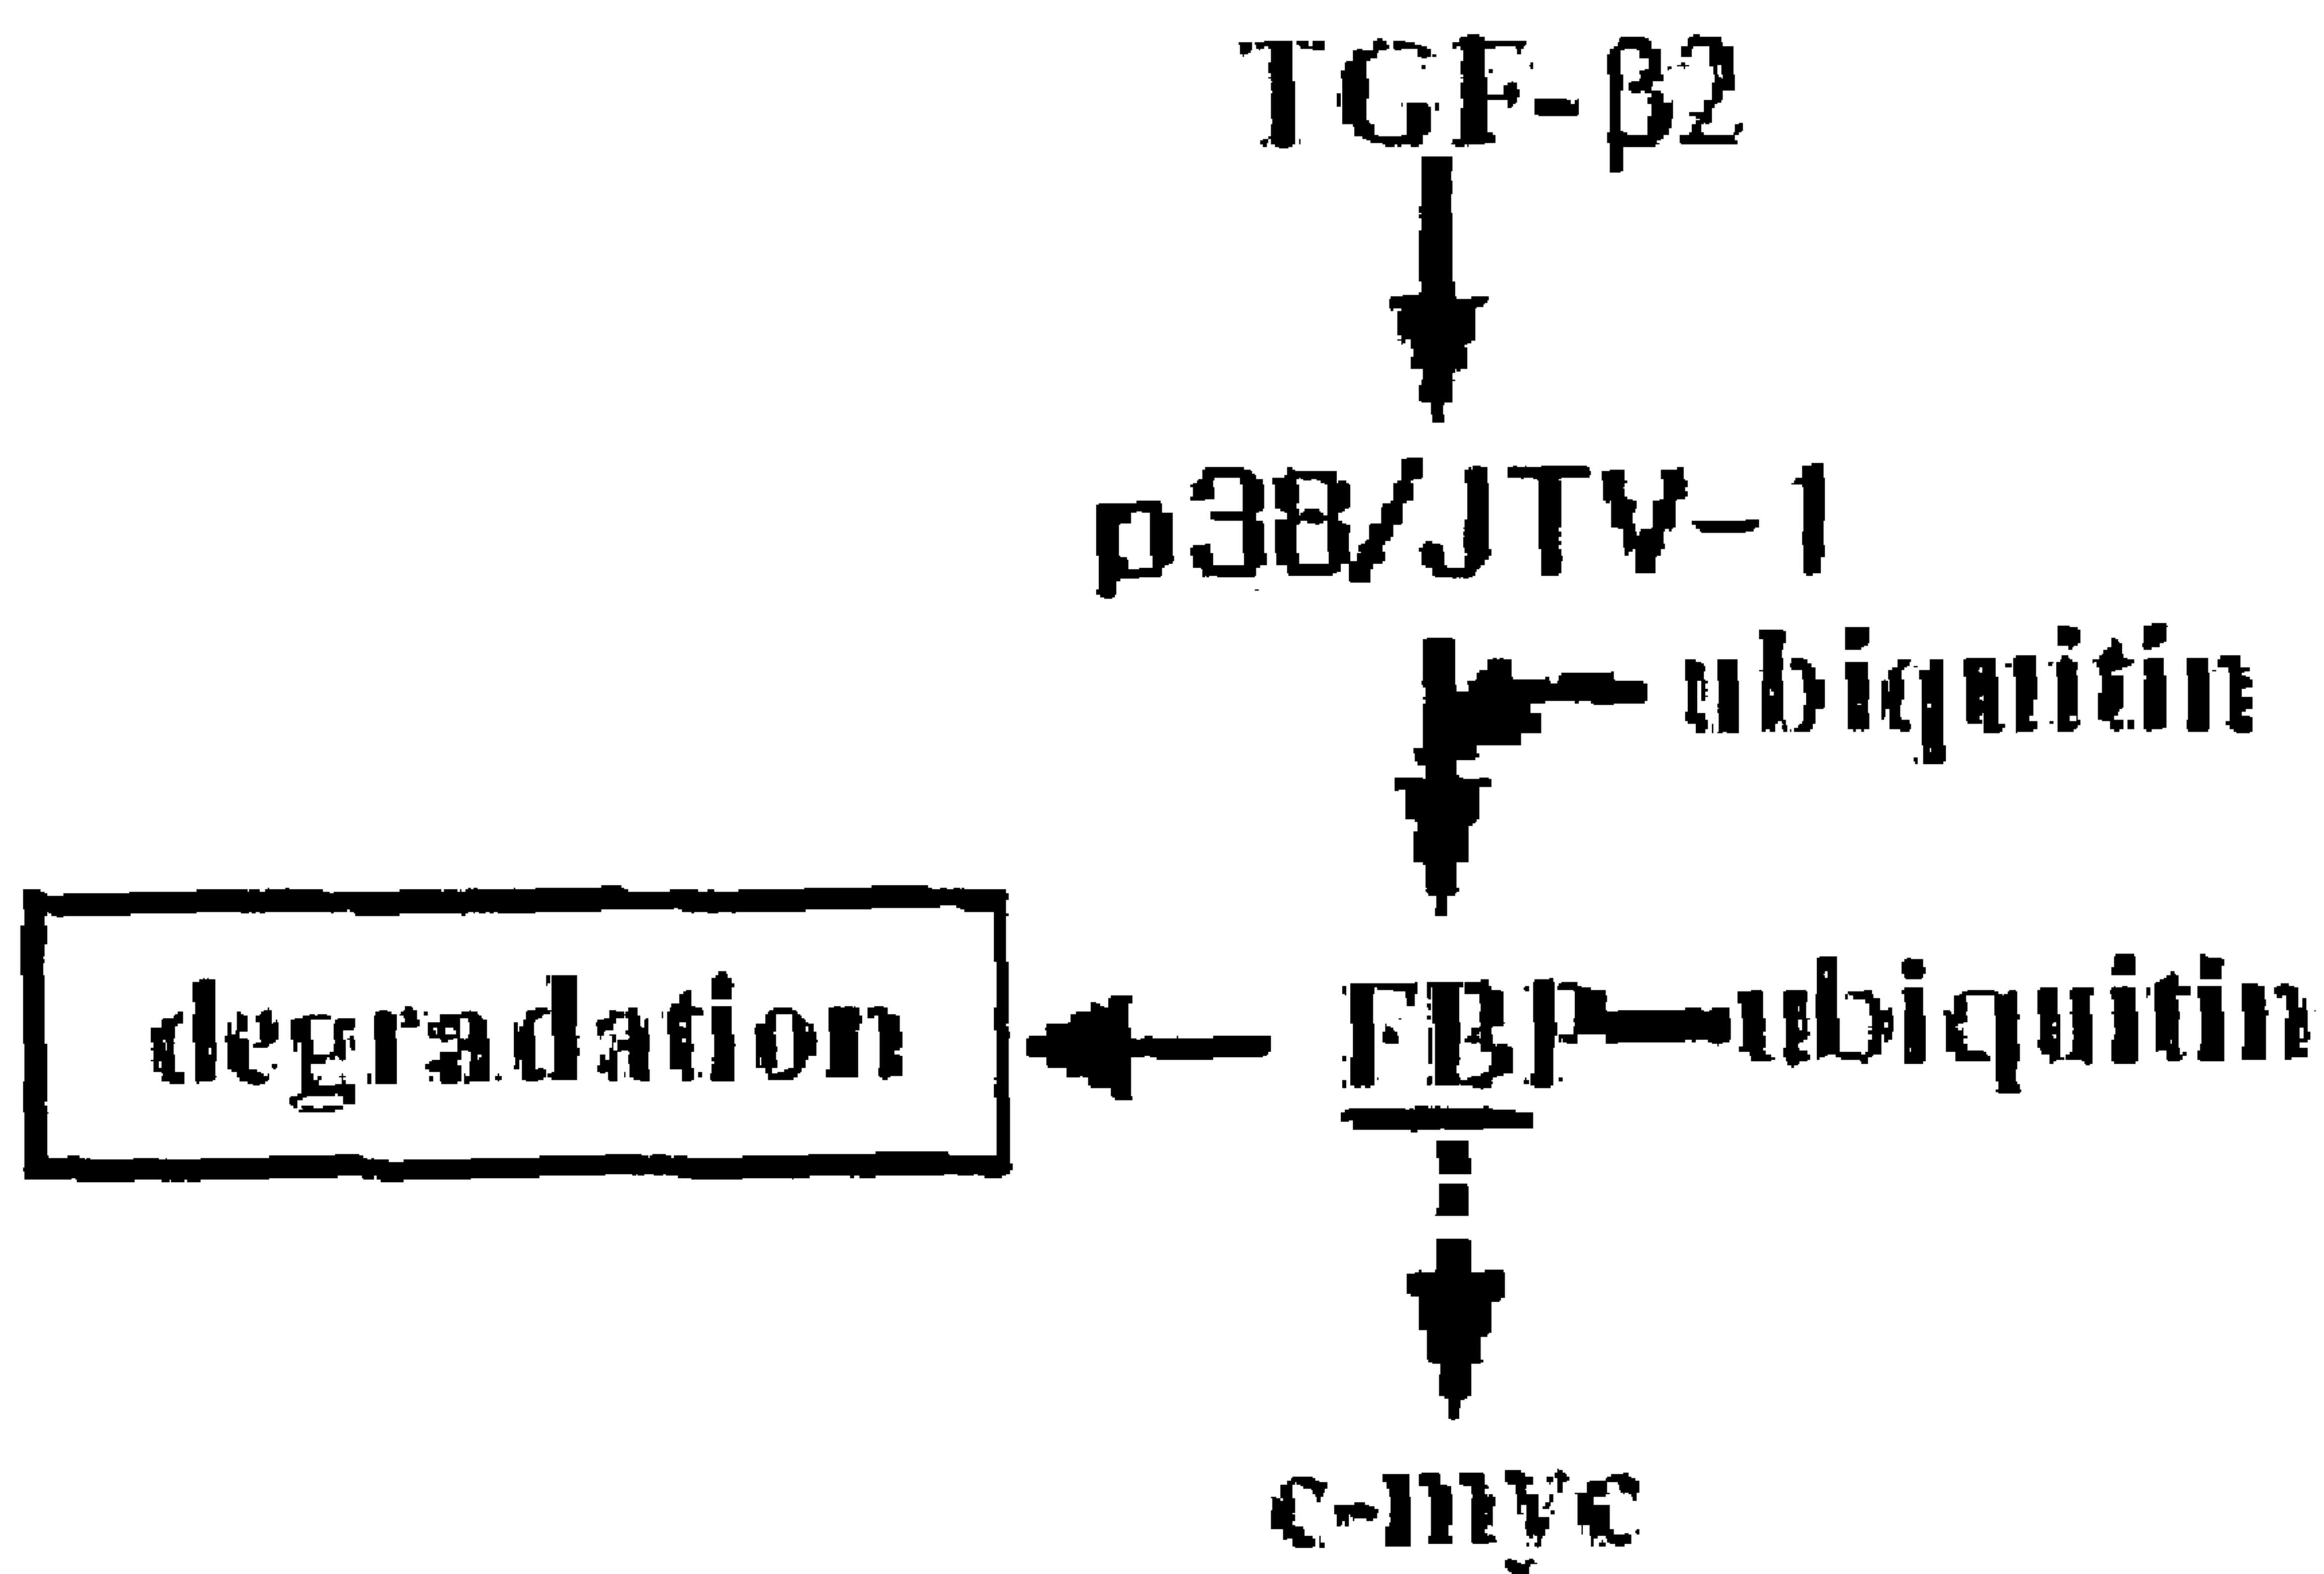 TGF-β2
p38/JTV-1
ubiquitin
degradation
FBP-ubiquitin
c-myc